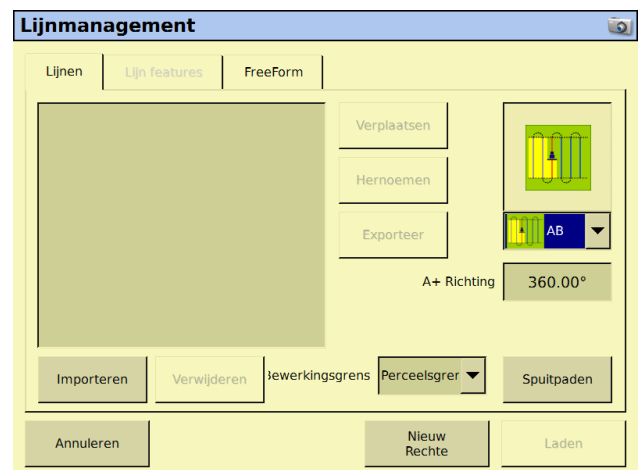 Lijnmanagement
Lijnen
Lijn features
FreeForm
Verplaatsen
Hernoemen
Exporteer
AB
A+ Richting
360.00°
Importeren
Verwijderen
Bewerkingsgrens
Perceelsgrer
Spuitpaden
Annuleren
Nieuw
Rechte
Laden